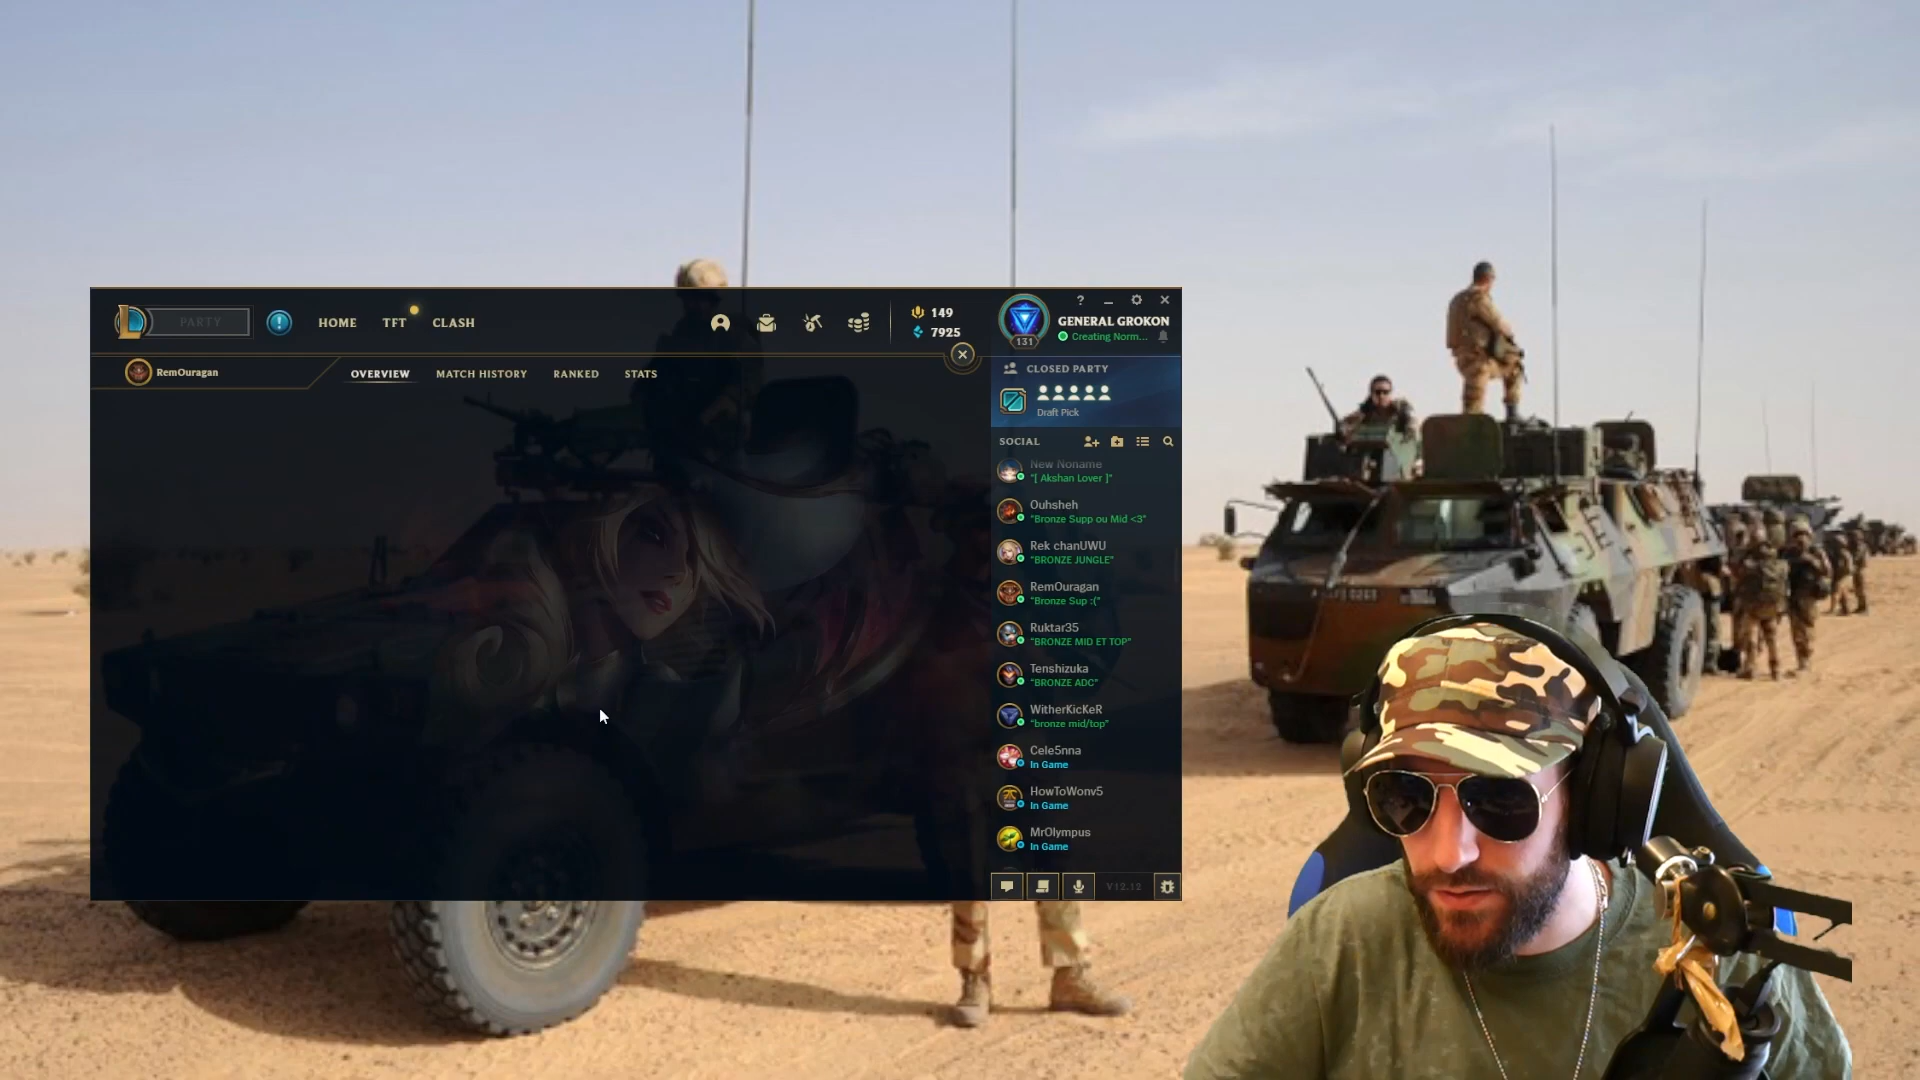 PARTY
HOME
TFT
CLASH
149
7925
131
GENERAL GROKON
Creating Norm...
RemOuragan
OVERVIEW
MATCH HISTORY
RANKED
STATS
CLOSED PARTY
Draft Pick
SOCIAL
New Noname
"[ Akshan Lover ]"
Ouhsheh
"Bronze Supp ou Mid <3"
Rek chanUWU
"BRONZE JUNGLE"
RemOuragan
"Bronze Sup :("
Ruktar35
"BRONZE MID ET TOP"
Tenshizuka
"BRONZE ADC"
WitherKicKeR
"bronze mid/top"
Cele5nna
In Game
HowToWonv5
In Game
MrOlympus
In Game
V12.12